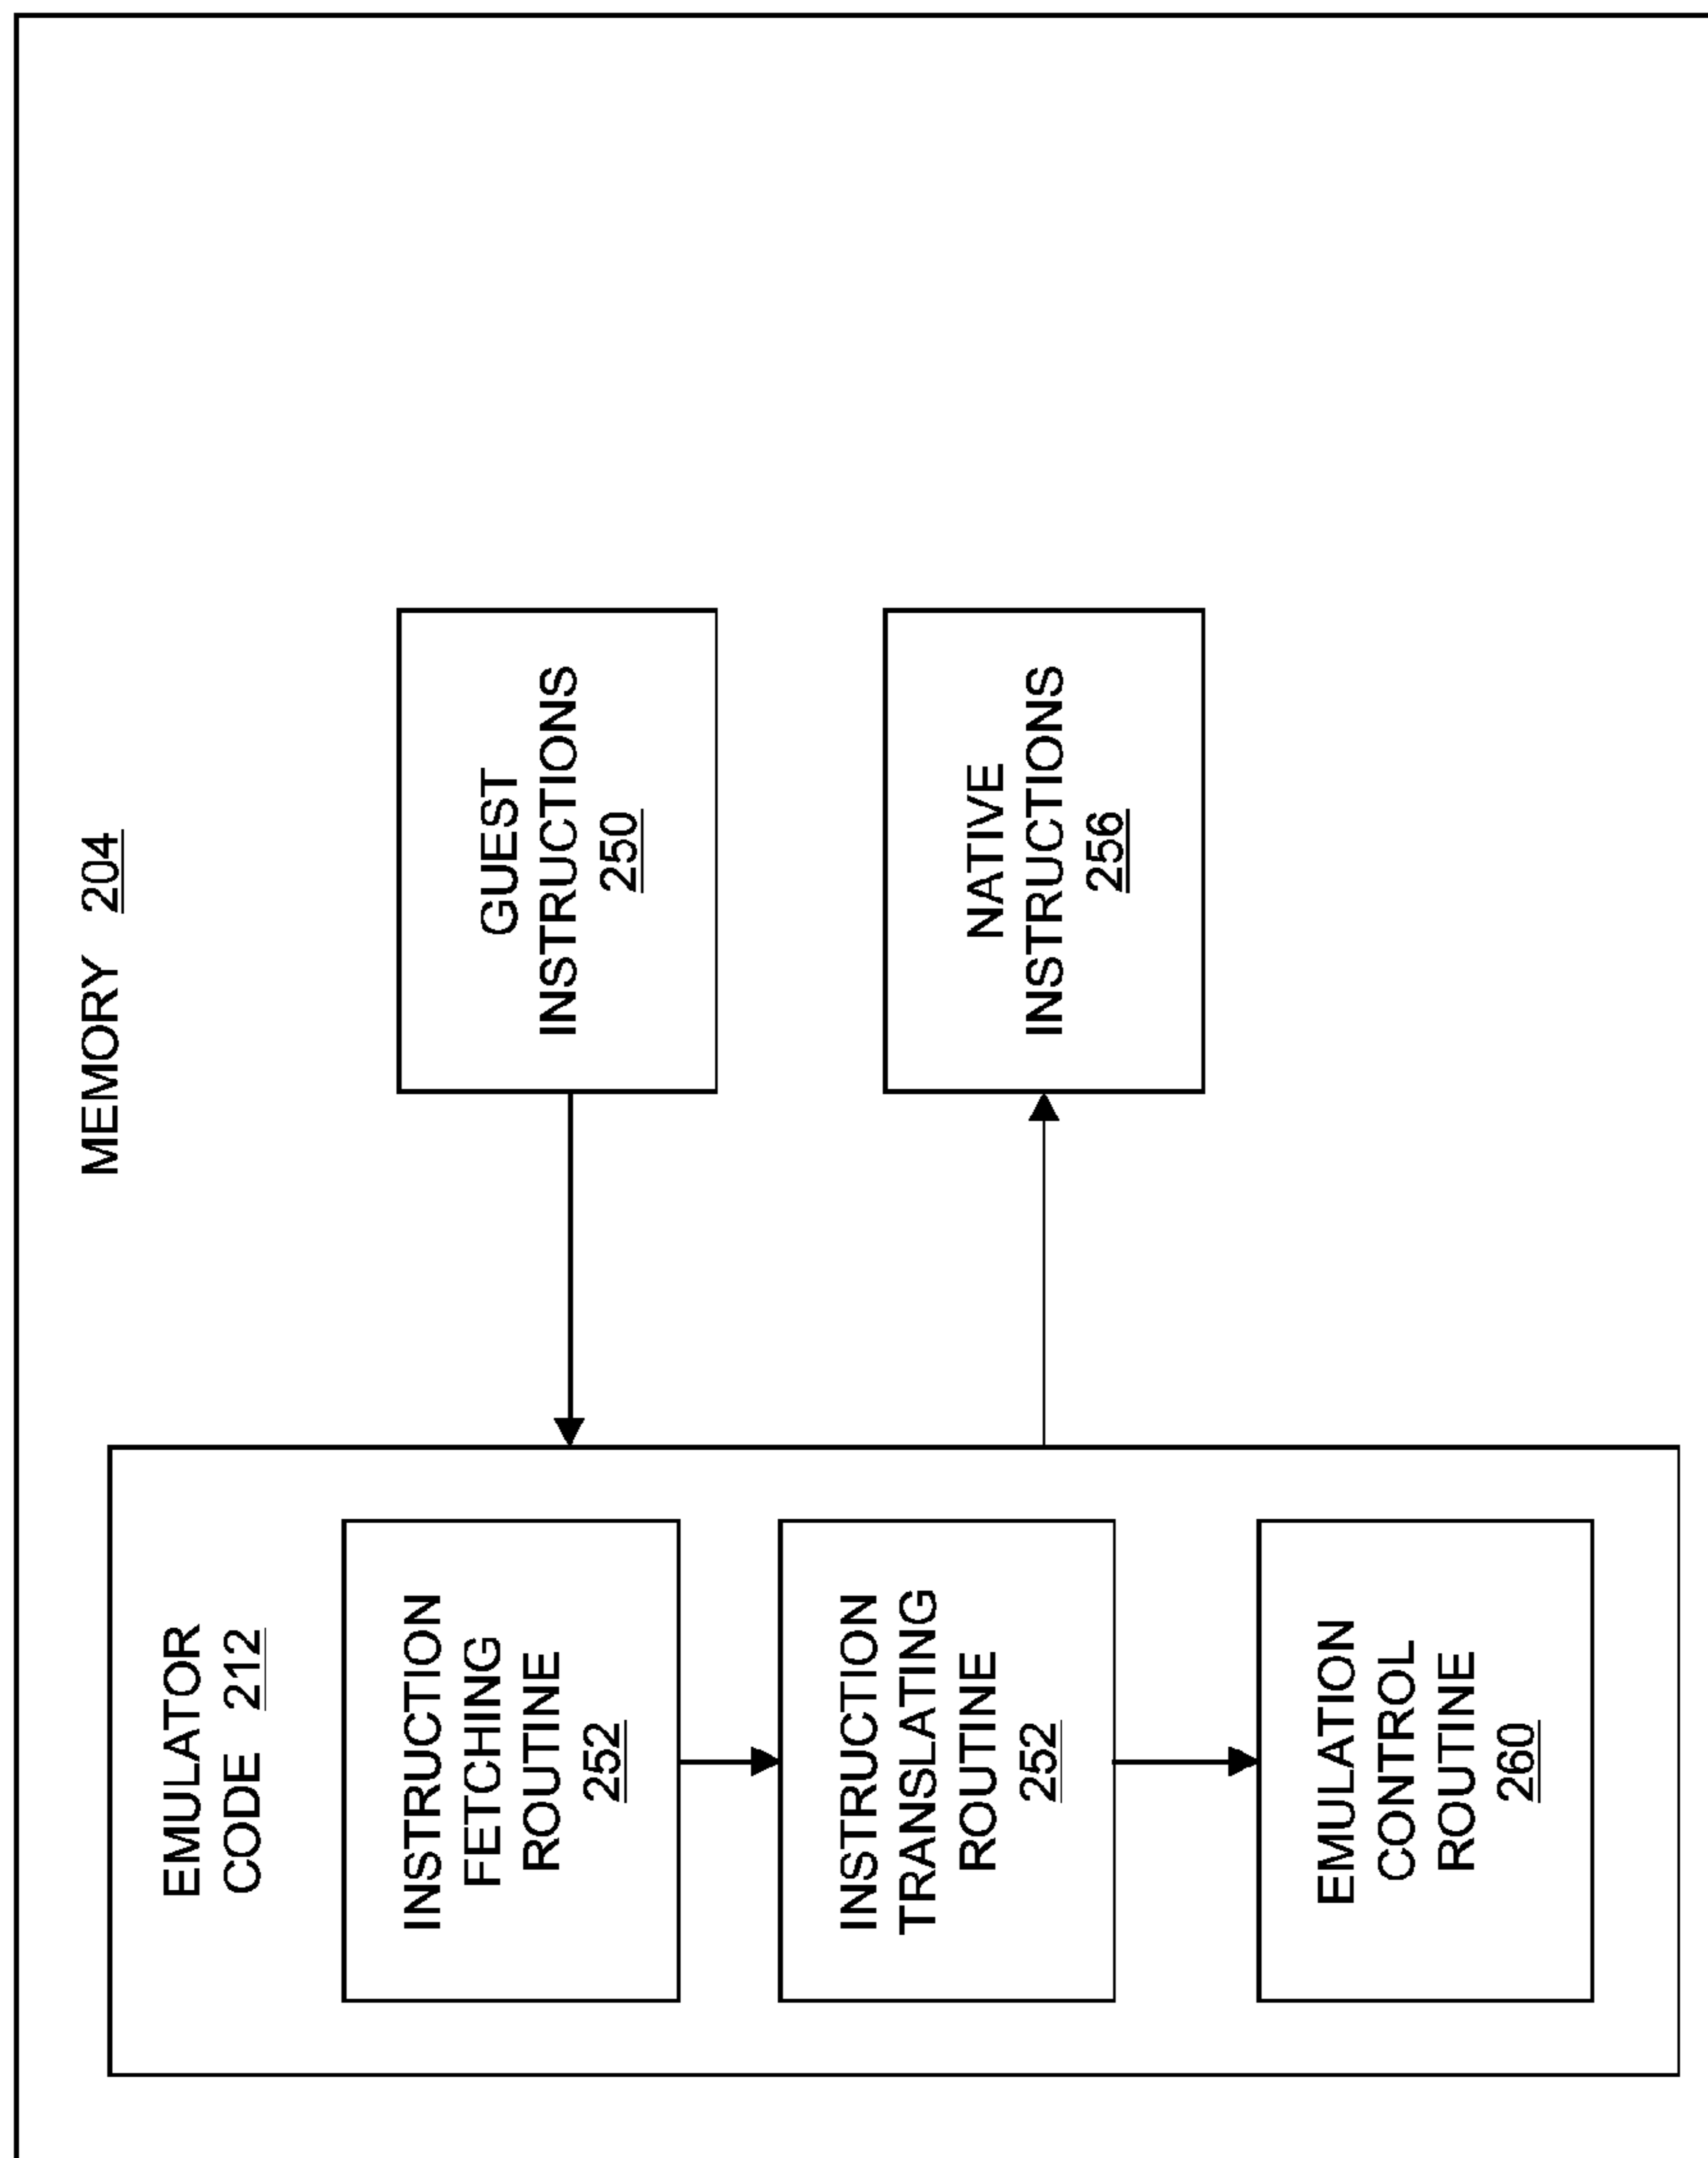 MEMORY 204
EMULATOR
CODE 212
INSTRUCTION
FETCHING
ROUTINE
252
INSTRUCTION
TRANSLATING
ROUTINE
252
EMULATION
CONTROL
ROUTINE
260
GUEST
INSTRUCTIONS
250
NATIVE
INSTRUCTIONS
256